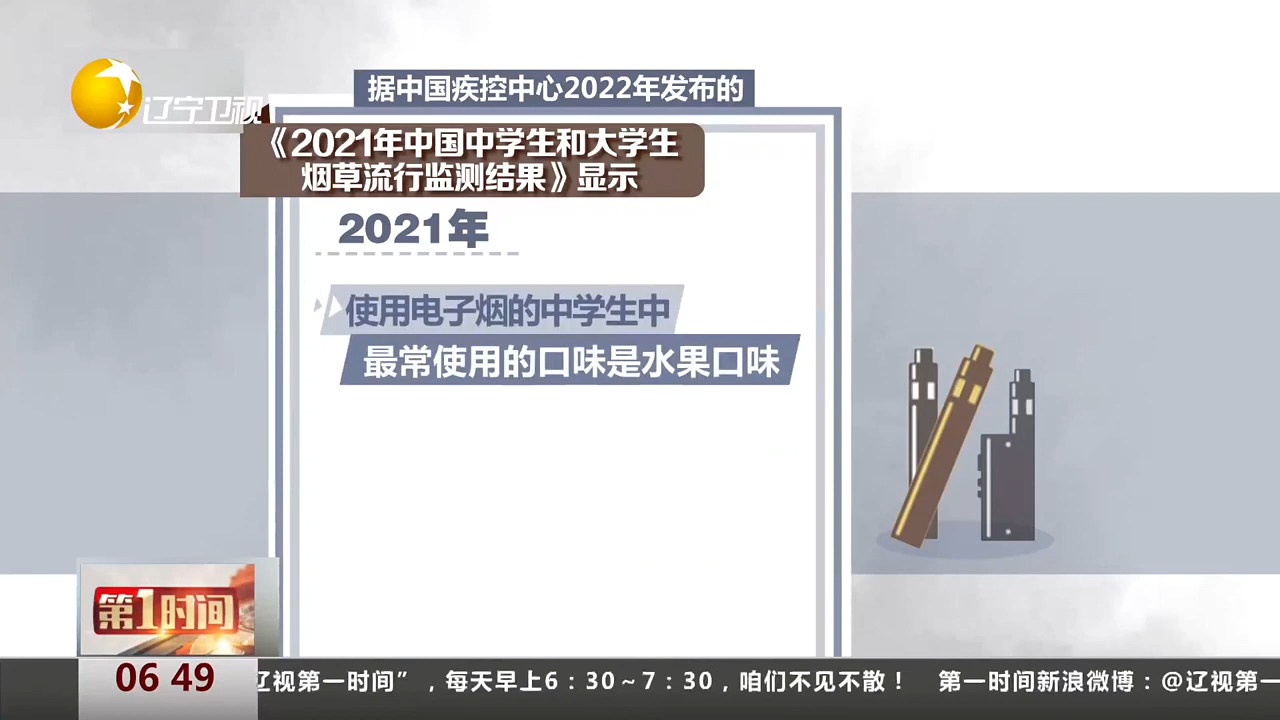 辽宁卫视
据中国疾控中心2022年发布的
《2021年中国中学生和大学生
烟草流行监测结果》显示
2021年
使用电子烟的中学生中
最常使用的口味是水果口味
第1时间
06 49
辽视第一时间”，每天早上6：30～7：30，咱们不见不散！ 第一时间新浪微博：@辽视第一